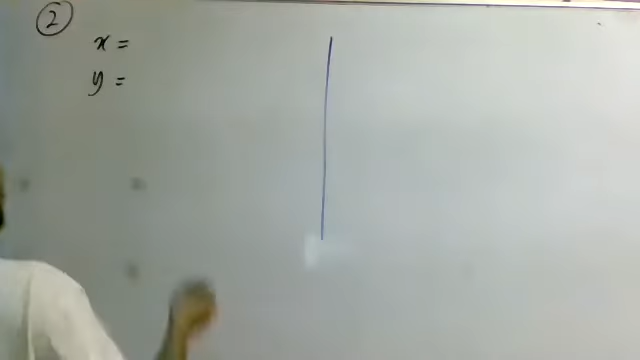 2
x =
y =